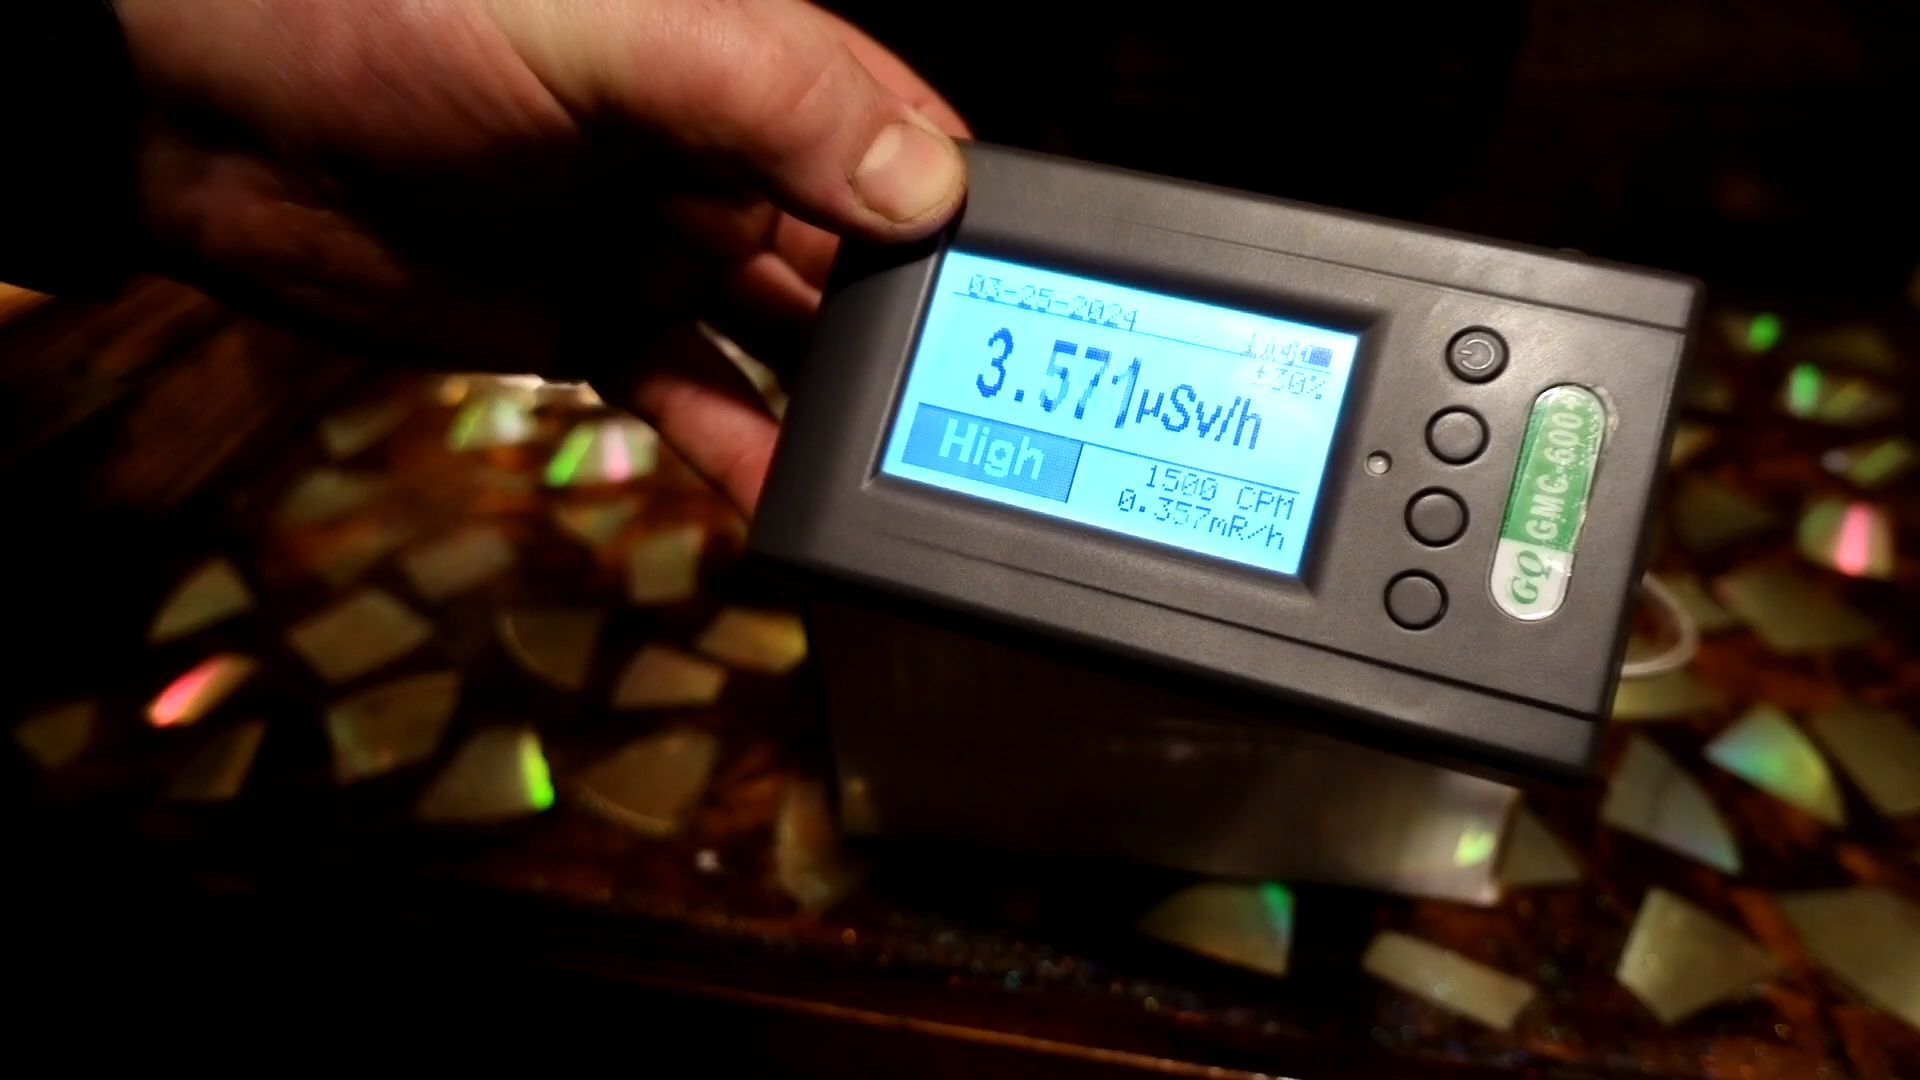 03-25-2024
±30%
3.571µSv/h
High
1500 CPM
0.357mR/h
GQ GMC-600+